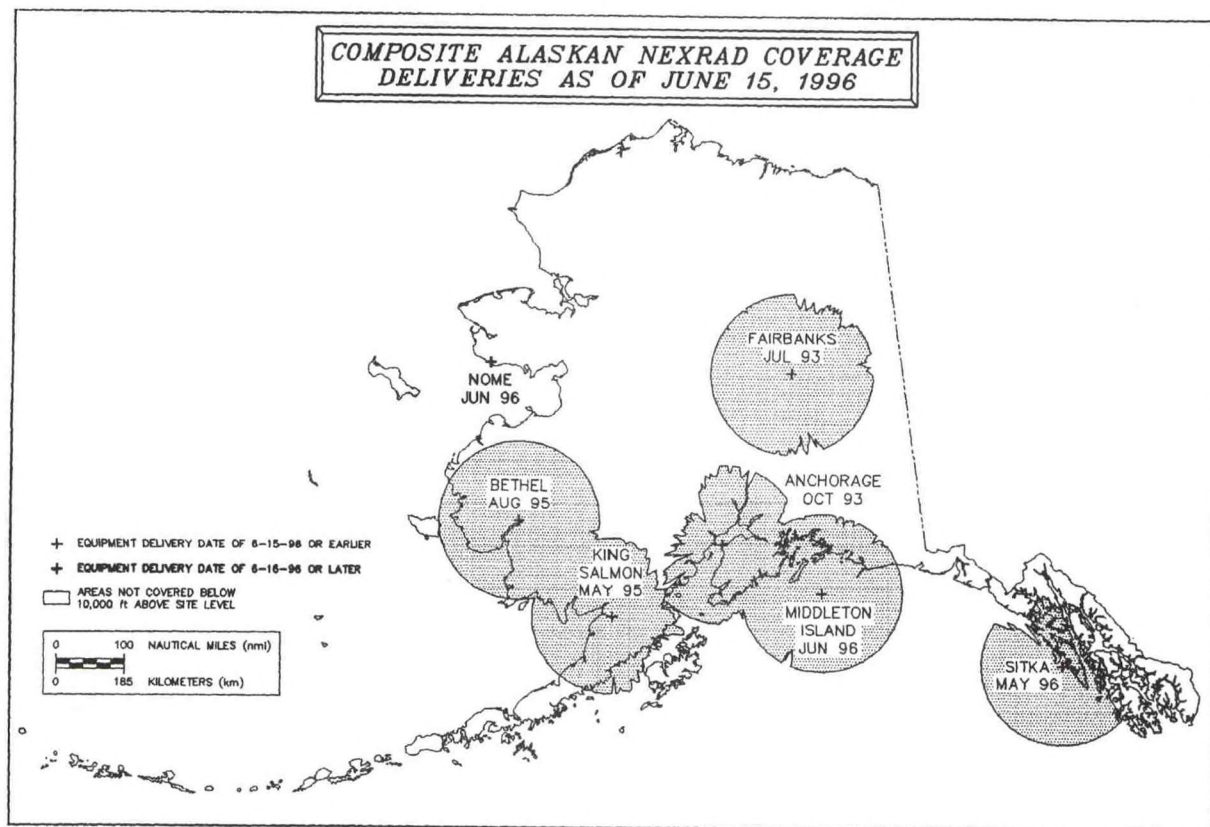 COMPOSITE ALASKAN NEXRAD COVERAGE
DELIVERIES AS OF JUNE 15, 1996
FAIRBANKS
JUL 93
NOME
JUN 96
BETHEL
AUG 95
ANCHORAGE
OCT 93
KING
SALMON
MAY 95
MIDDLETON
ISLAND
JUN 96
SITKA
MAY 96
+ EQUIPMENT DELIVERY DATE OF 6-15-96 OR EARLIER
+ EQUIPMENT DELIVERY DATE OF 6-16-96 OR LATER
AREAS NOT COVERED BELOW
10,000 ft ABOVE SITE LEVEL
0 100 NAUTICAL MILES (nmi)
0 185 KILOMETERS (km)